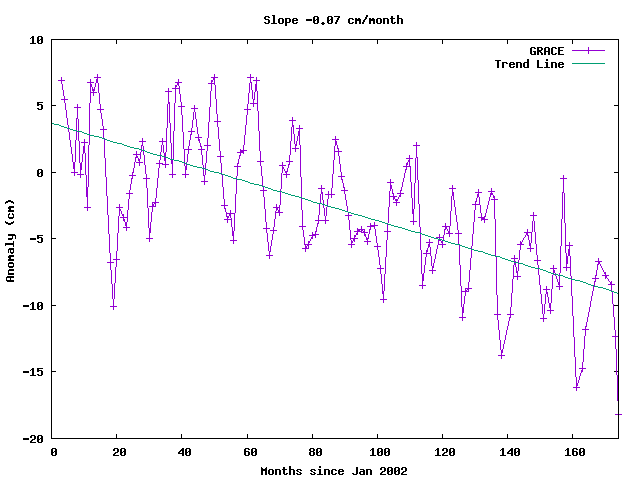 Slope -0.07 cm/month
10
5
0
-5
-10
-15
-20
Anomaly (cm)
GRACE
Trend Line
0 20 40 60 80 100 120 140 160
Months since Jan 2002